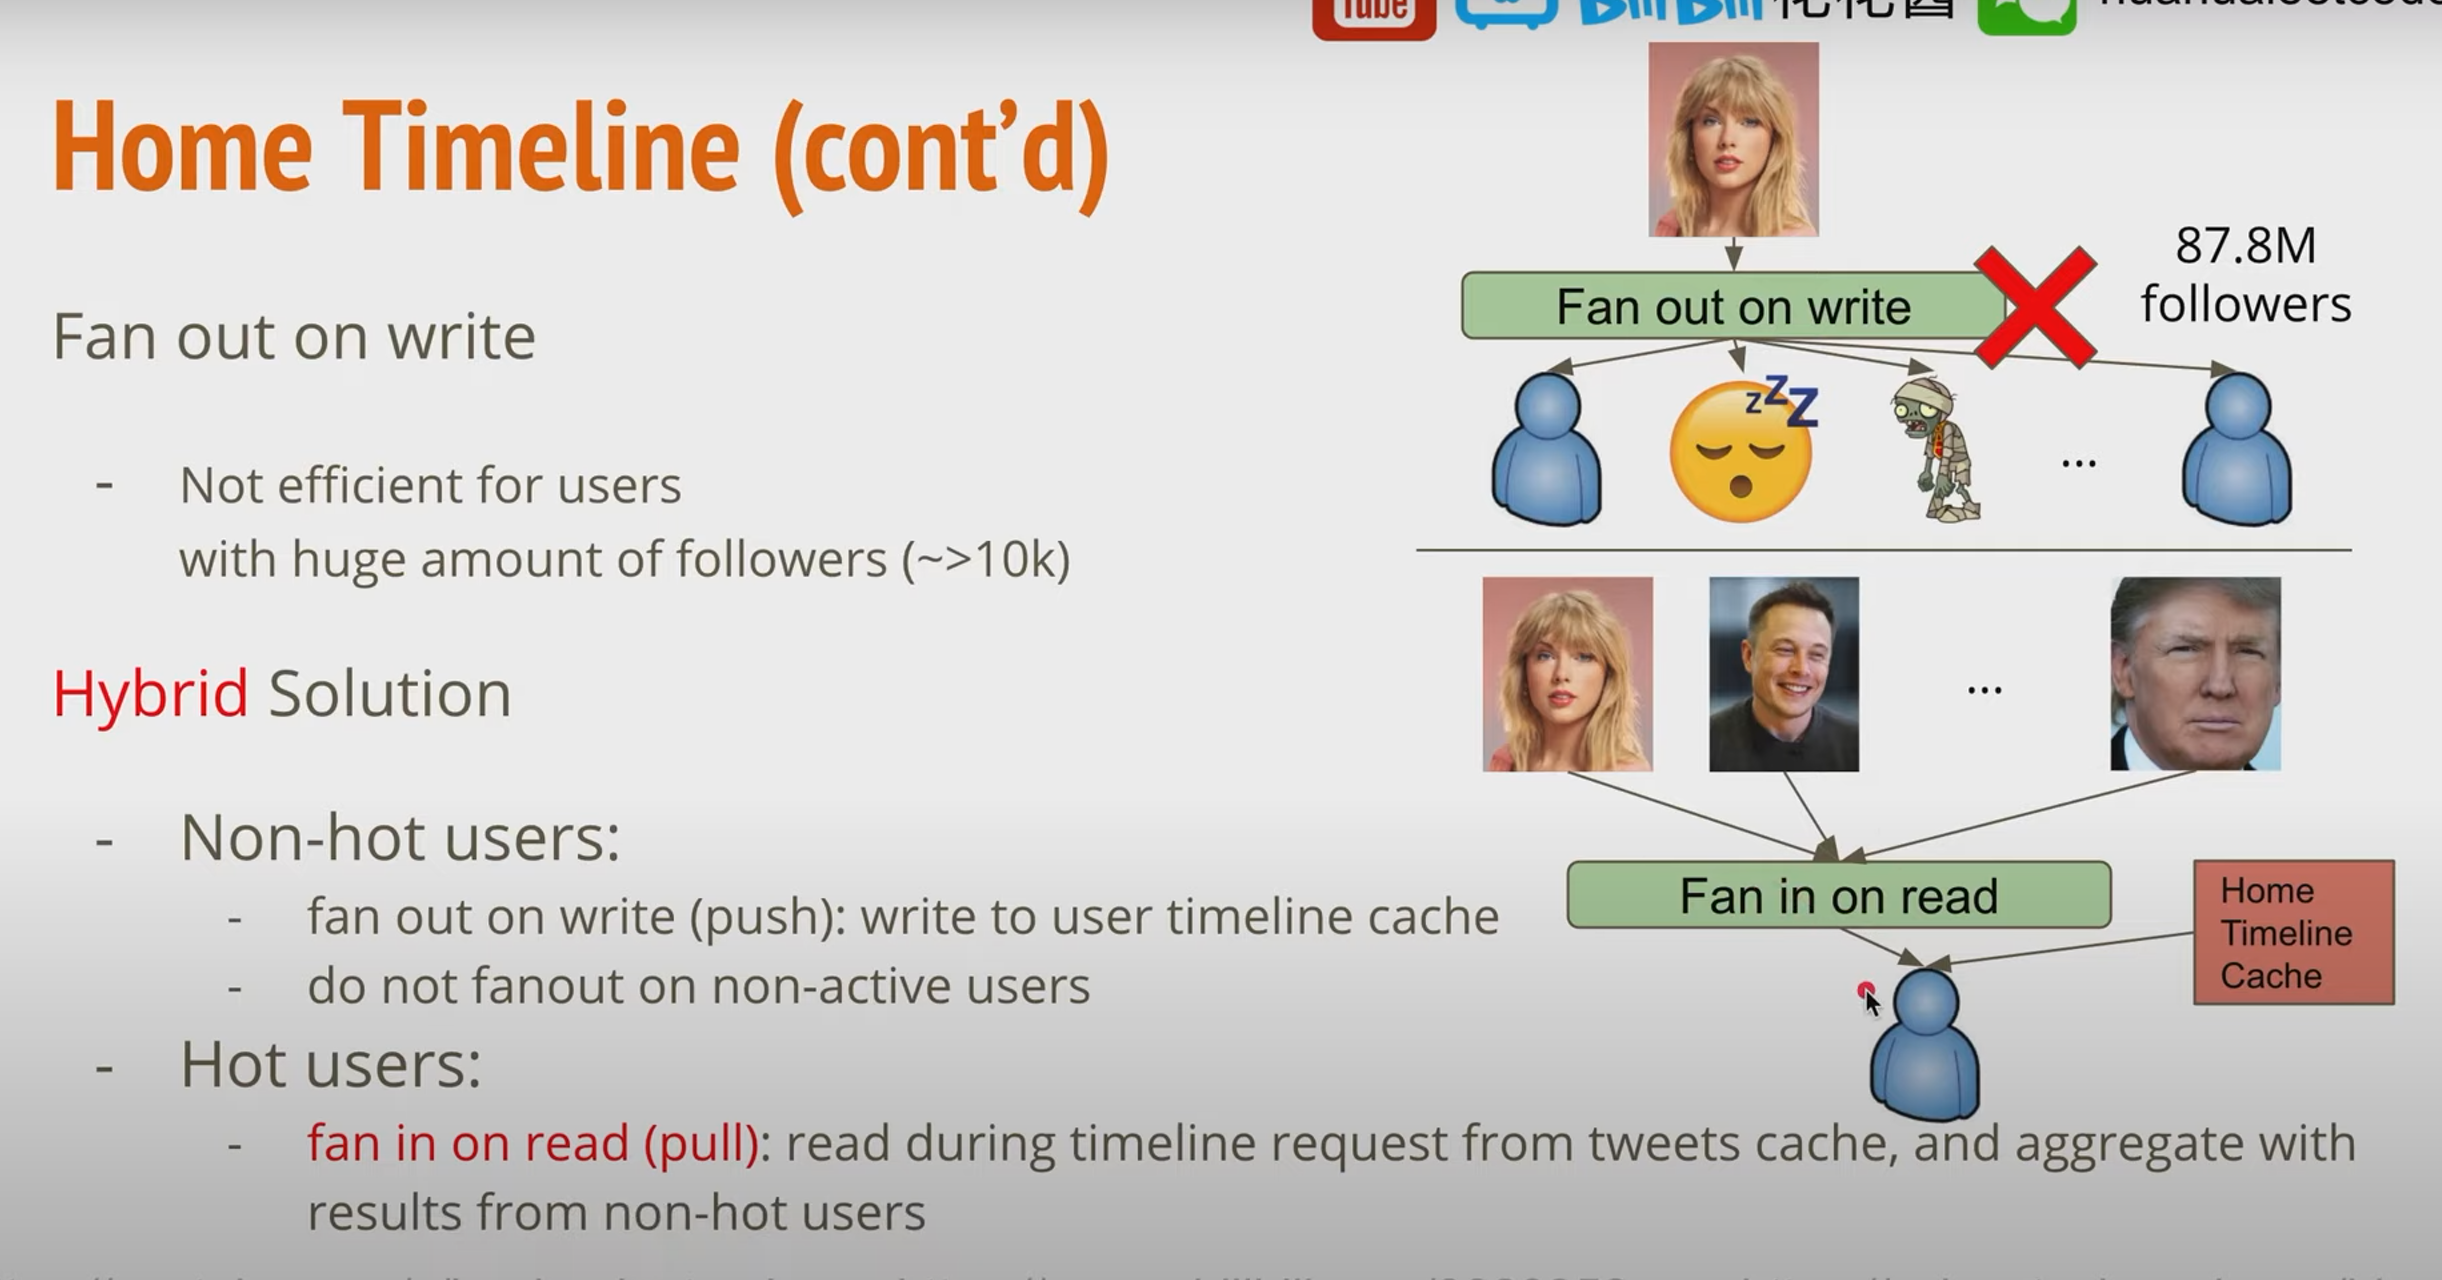 Tube
Home Timeline (cont’d)
Fan out on write
- Not efficient for users
with huge amount of followers (~>10k)
Hybrid Solution
- Non-hot users:
- fan out on write (push): write to user timeline cache
- do not fanout on non-active users
- Hot users:
- fan in on read (pull): read during timeline request from tweets cache, and aggregate with
results from non-hot users
Fan out on write
87.8M
followers
z z Z
...
...
Fan in on read
Home
Timeline
Cache